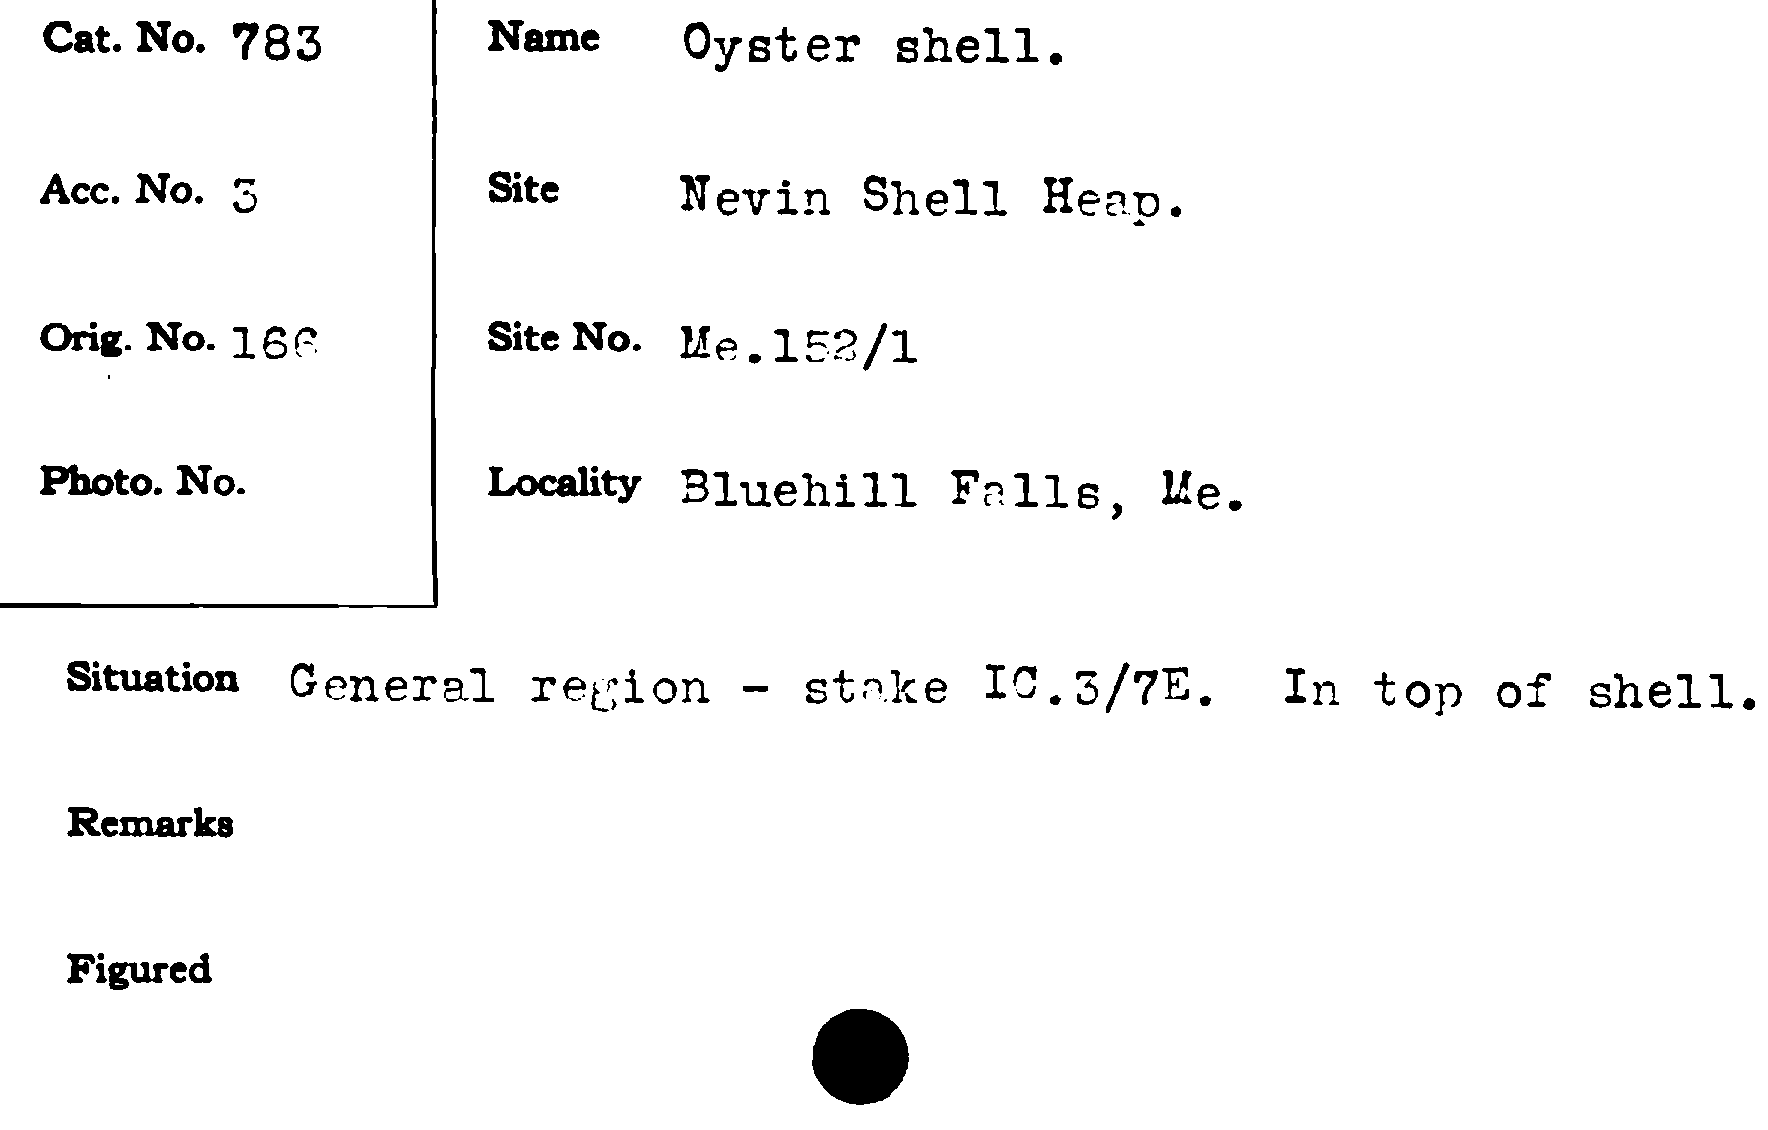 Cat. No. 783
Name Oyster shell.
Acc. No. 3
Site Nevin Shell Heap.
Orig. No. 166
Site No. Me.152/1
Photo. No.
Locality Bluehill Falls, Me.
Situation General region - stake IC.3/7E. In top of shell.
Remarks
Figured